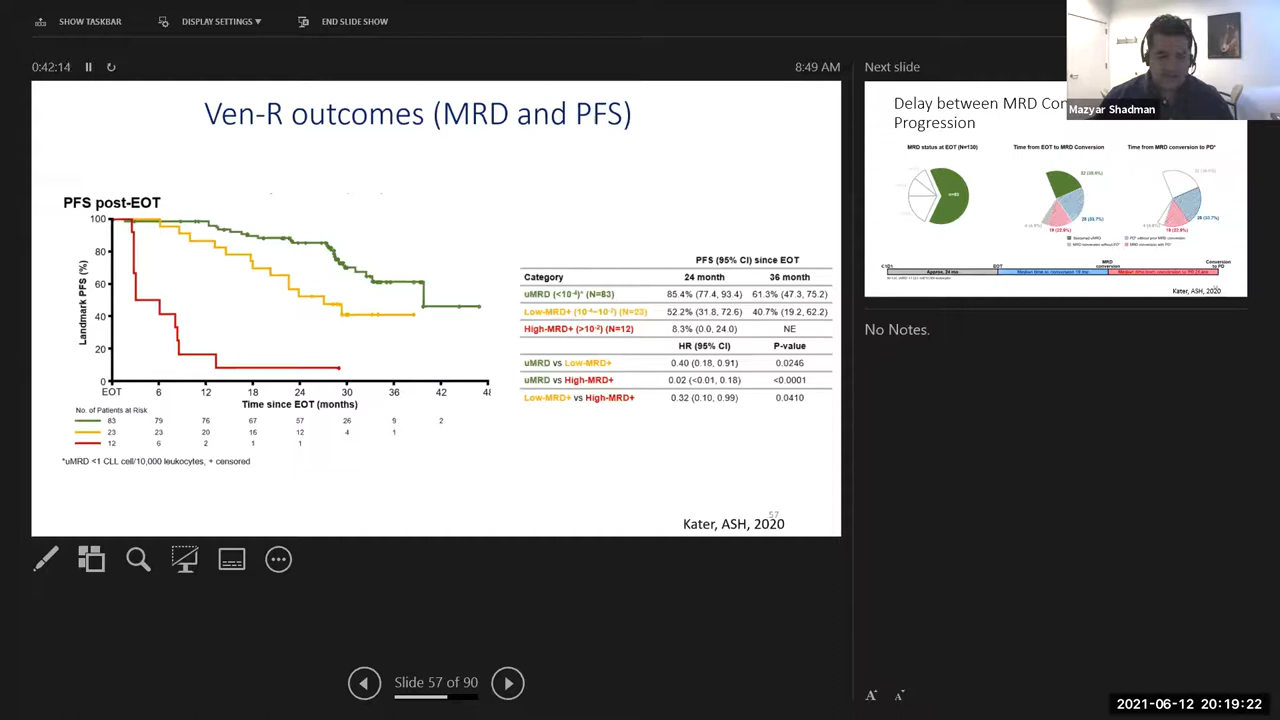 SHOW TASKBAR
DISPLAY SETTINGS ▼
END SLIDE SHOW
0:42:14
8:49 AM
Ven-R outcomes (MRD and PFS)
PFS post-EOT
Landmark PFS (%)
100
80
60
40
20
0
EOT 6 12 18 24 30 36 42 48
Time since EOT (months)
No. of Patients at Risk
83 79 76 67 57 26 9 2
23 23 20 16 12 4 1
12 6 2 1 1
*uMRD <1 CLL cell/10,000 leukocytes, + censored
PFS (95% CI) since EOT
Category 24 month 36 month
uMRD (<10⁻⁴)* (N=83) 85.4% (77.4, 93.4) 61.3% (47.3, 75.2)
Low-MRD+ (10⁻⁴–10⁻²) (N=23) 52.2% (31.8, 72.6) 40.7% (19.2, 62.2)
High-MRD+ (>10⁻²) (N=12) 8.3% (0.0, 24.0) NE
HR (95% CI) P-value
uMRD vs Low-MRD+ 0.40 (0.18, 0.91) 0.0246
uMRD vs High-MRD+ 0.02 (<0.01, 0.18) <0.0001
Low-MRD+ vs High-MRD+ 0.32 (0.10, 0.99) 0.0410
57
Kater, ASH, 2020
Slide 57 of 90
Next slide
Delay between MRD
Progression
MRD status at EOT (N=130)
Time from EOT to MRD Conversion
Time from MRD conversion to PD*
EOT
MRD
conversion
Conversion
to PD
Approx. 24 mo
Kater, ASH, 2020
Mazyar Shadman
No Notes.
A A
2021-06-12 20:19:22